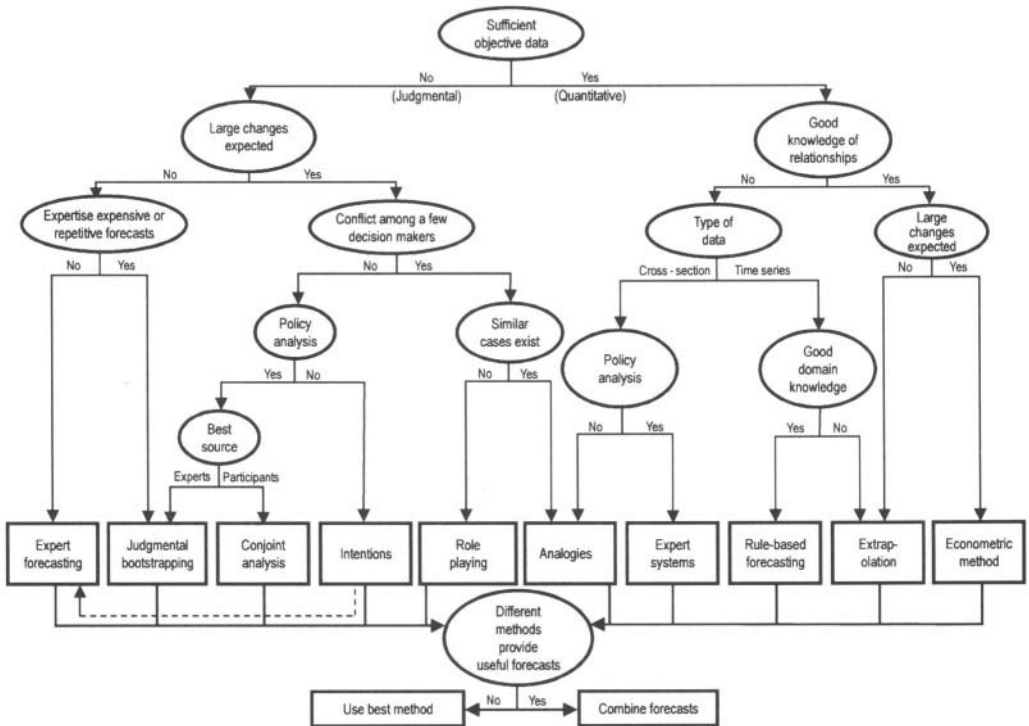 Sufficient
objective data
No
Yes
(Judgmental)
(Quantitative)
Large changes
expected
Good
knowledge of
relationships
No
Yes
No
Yes
Expertise expensive or
repetitive forecasts
Conflict among a few
decision makers
Type of
data
Large
changes
expected
No
Yes
No
Yes
Cross - section
Time series
No
Yes
Policy
analysis
Similar
cases exist
Policy
analysis
Good
domain
knowledge
Yes
No
No
Yes
No
Yes
Yes
No
Best
source
Experts
Participants
Expert
forecasting
Judgmental
bootstrapping
Conjoint
analysis
Intentions
Role
playing
Analogies
Expert
systems
Rule-based
forecasting
Extrap-
olation
Econometric
method
Different
methods
provide
useful forecasts
No
Yes
Use best method
Combine forecasts